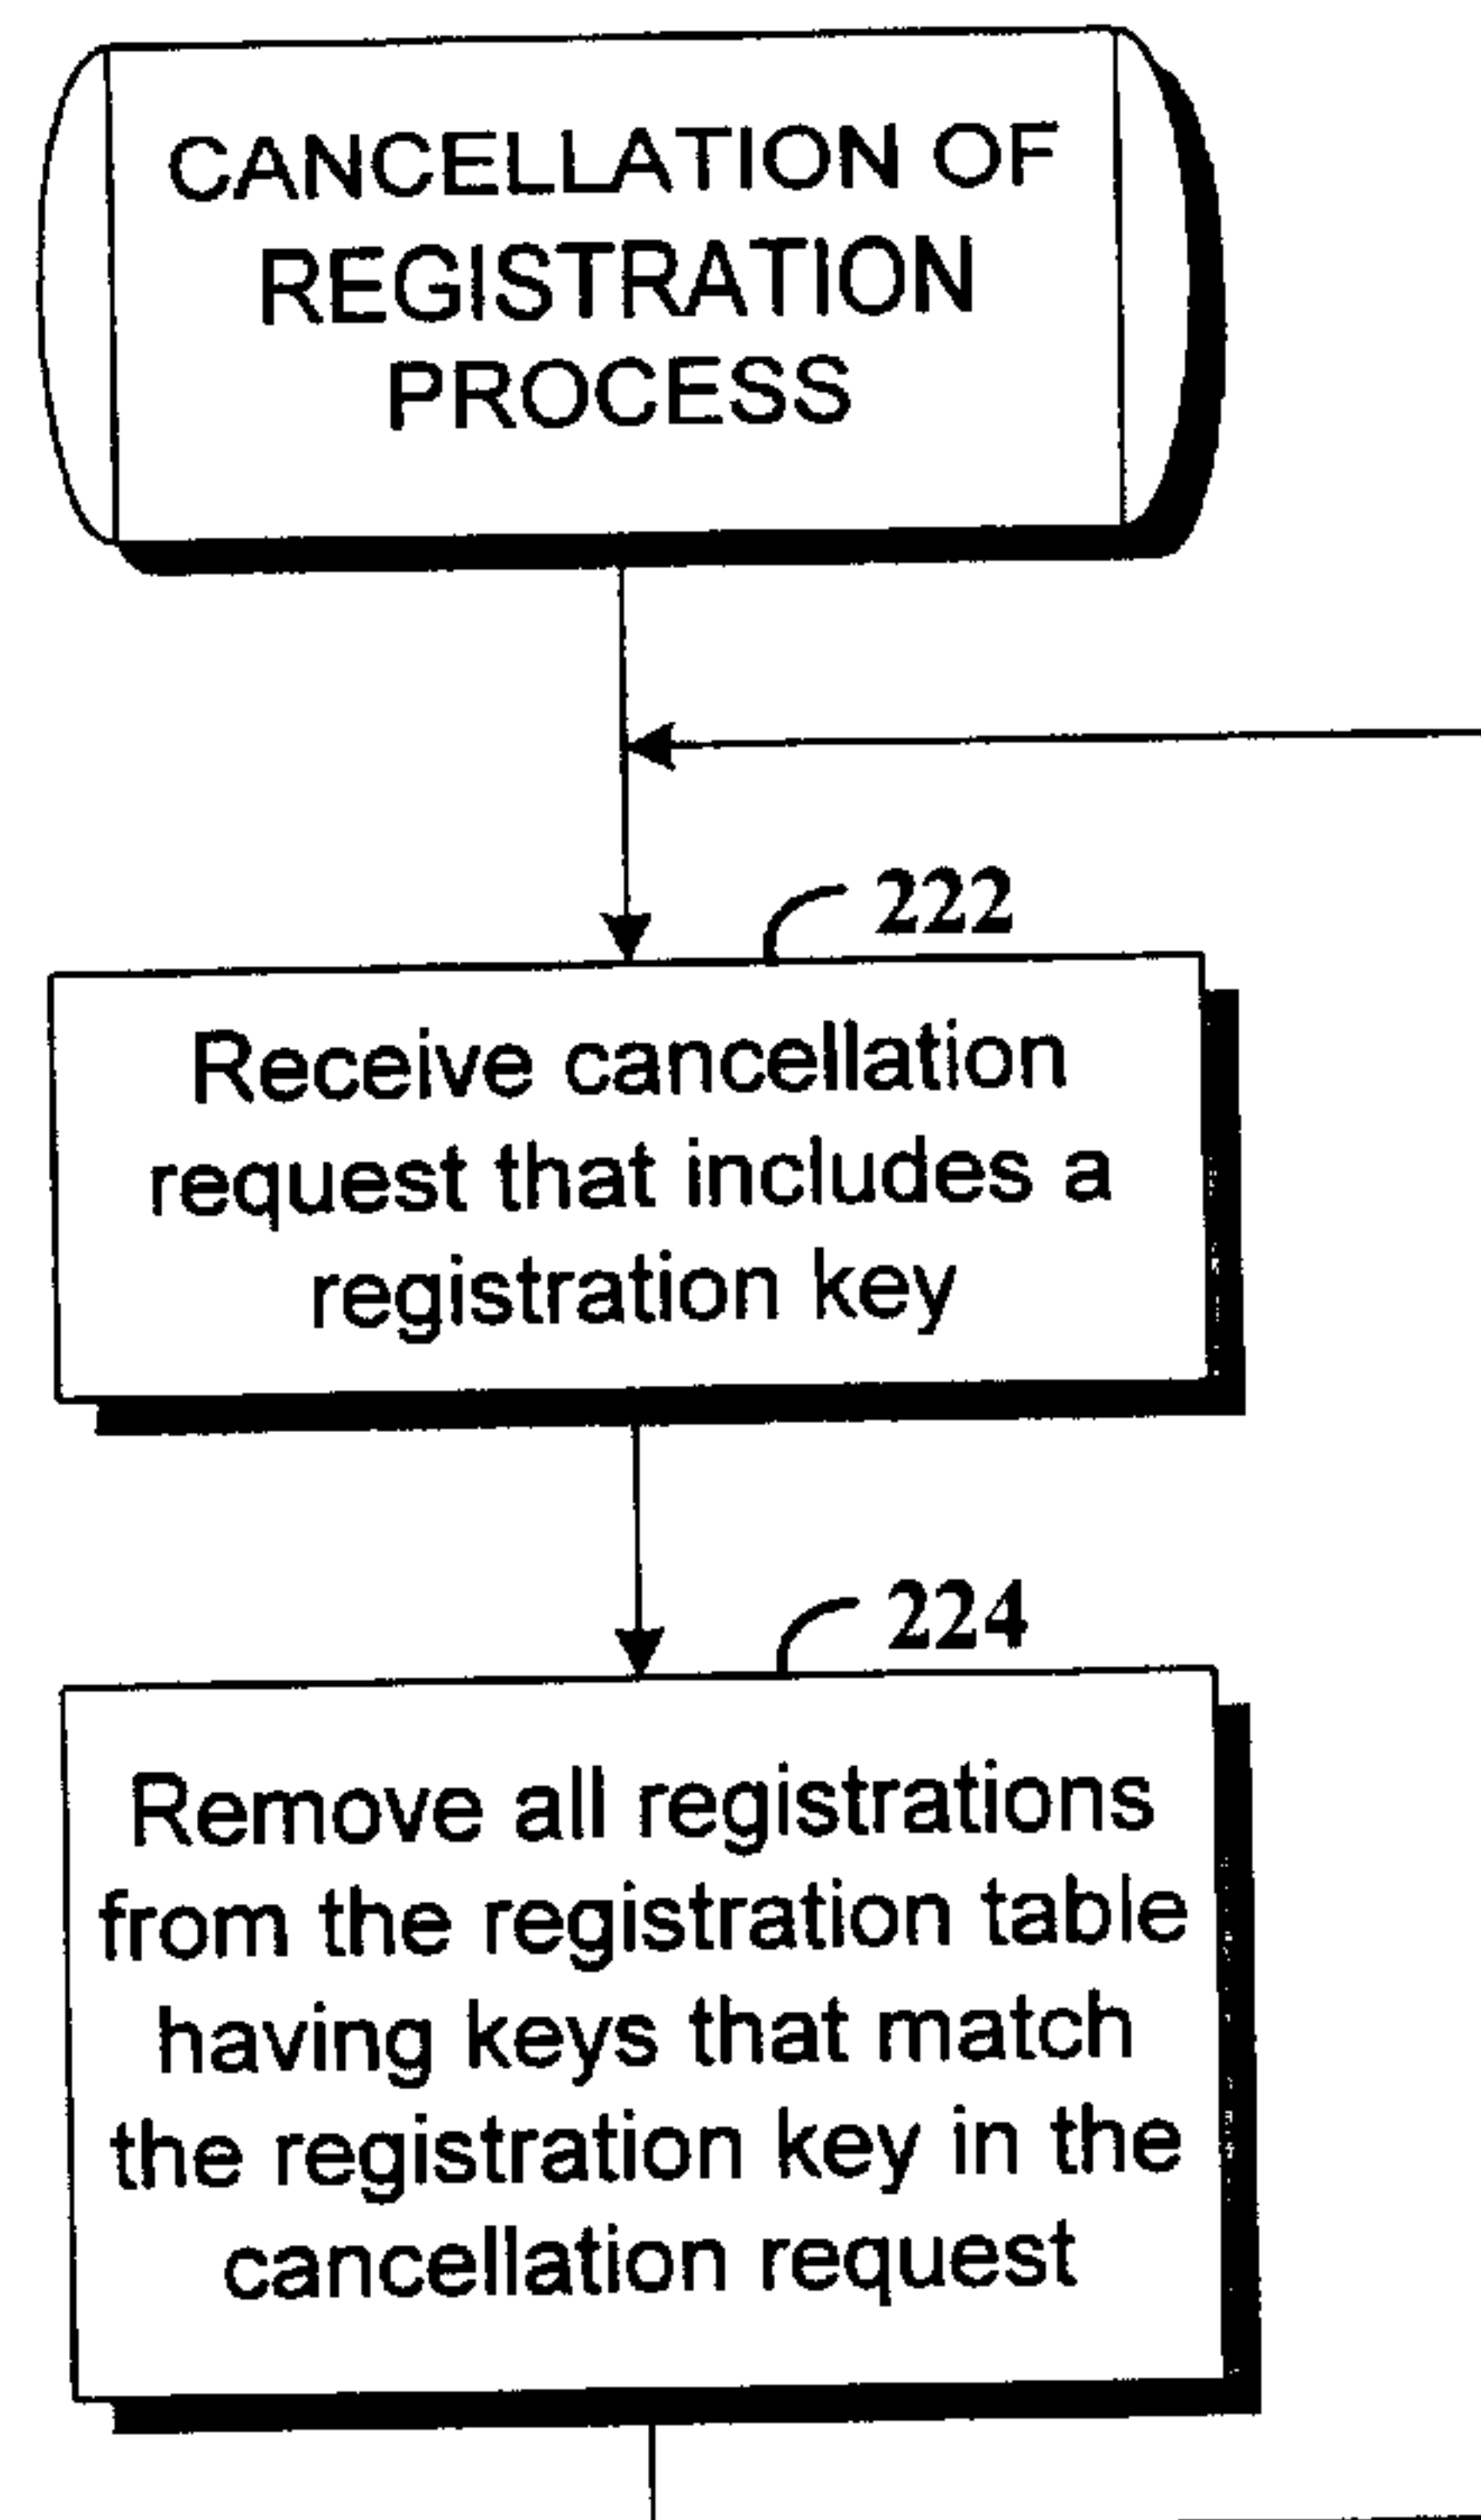 CANCELLATION OF
REGISTRATION
PROCESS
222
Receive cancellation
request that includes a
registration key
224
Remove all registrations
from the registration table
having keys that match
the registration key in the
cancellation request